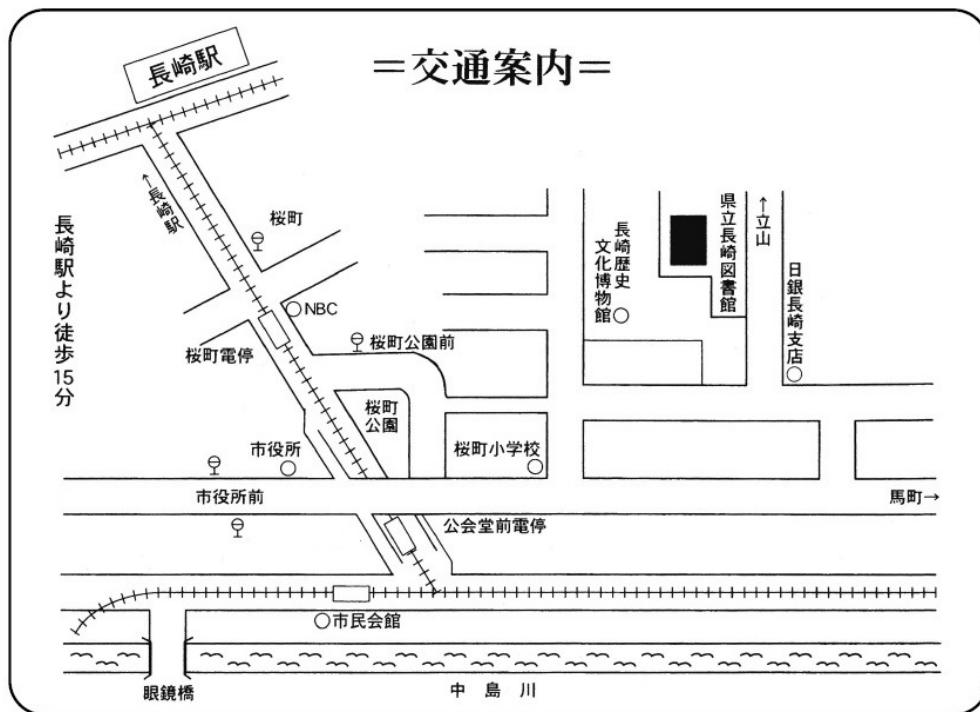 =交通案内=
長崎駅
←長崎駅
長崎駅より徒歩15分
桜町
NBC
桜町電停
桜町公園前
桜町
公園
市役所
市役所前
桜町小学校
公会堂前電停
長崎歴史
文化博物館
県立長崎図書館
←立山
日銀長崎支店
馬町→
市民会館
眼鏡橋
中島川